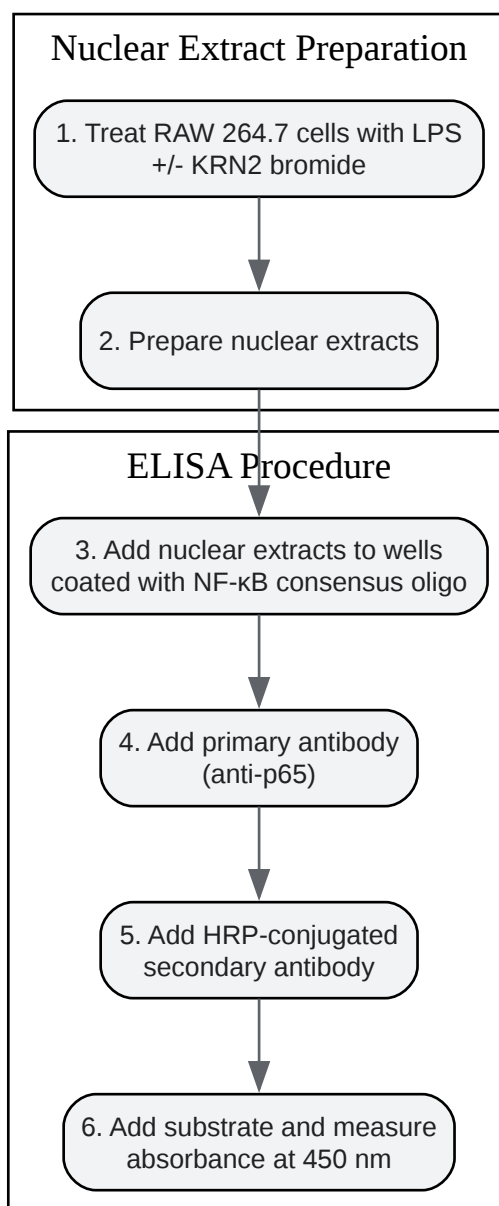 Nuclear Extract Preparation
1. Treat RAW 264.7 cells with LPS
+/- KRN2 bromide
2. Prepare nuclear extracts
ELISA Procedure
3. Add nuclear extracts to wells
coated with NF-κB consensus oligo
4. Add primary antibody
(anti-p65)
5. Add HRP-conjugated
secondary antibody
6. Add substrate and measure
absorbance at 450 nm